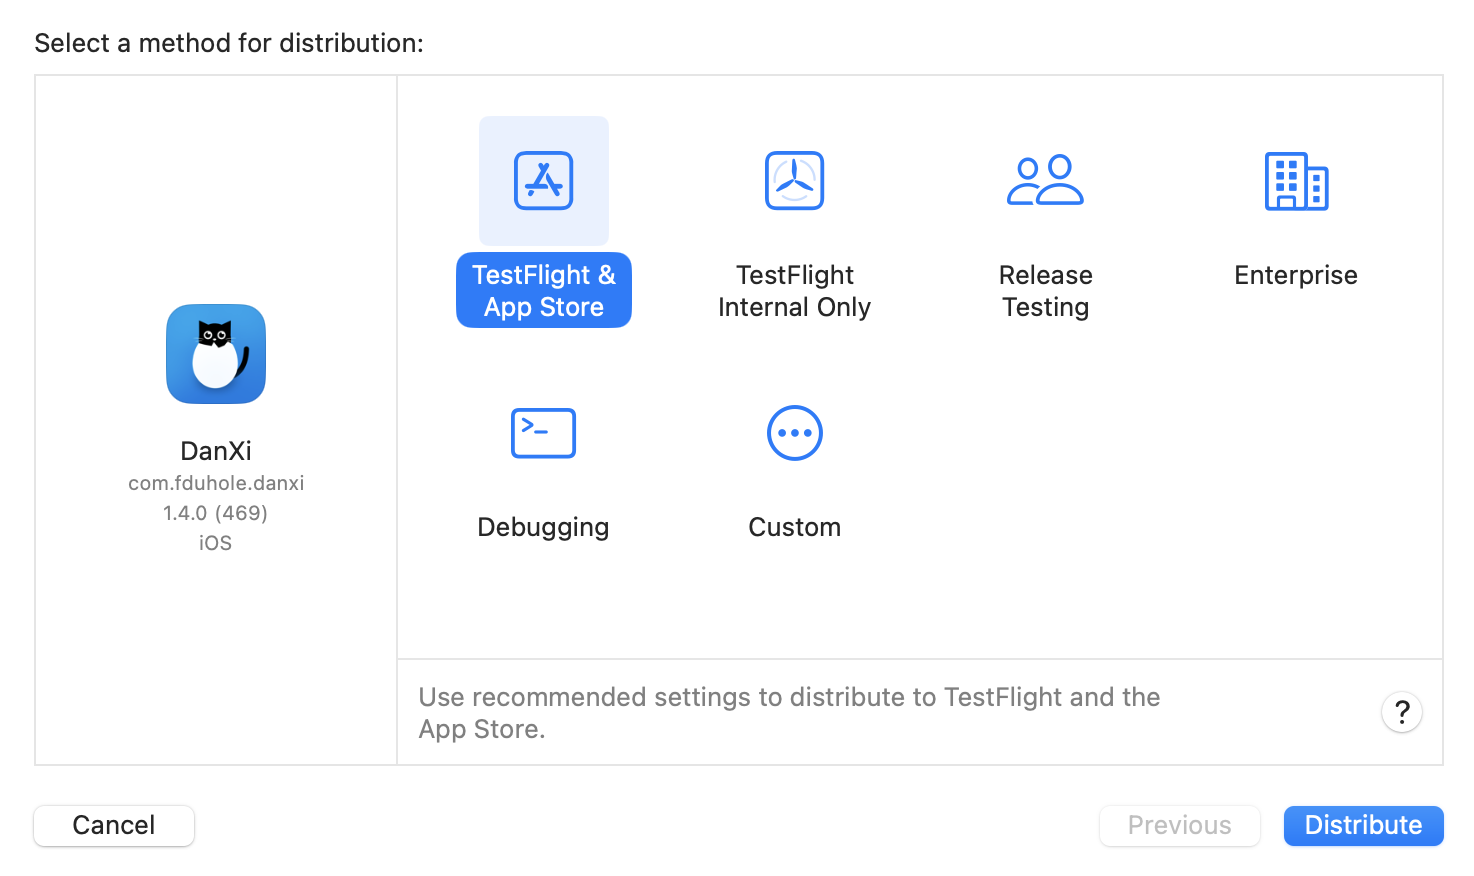 Select a method for distribution:
DanXi
com.fduhole.danxi
1.4.0 (469)
iOS
TestFlight &
App Store
TestFlight
Internal Only
Release
Testing
Enterprise
Debugging
Custom
Use recommended settings to distribute to TestFlight and the
App Store.
?
Cancel
Previous
Distribute